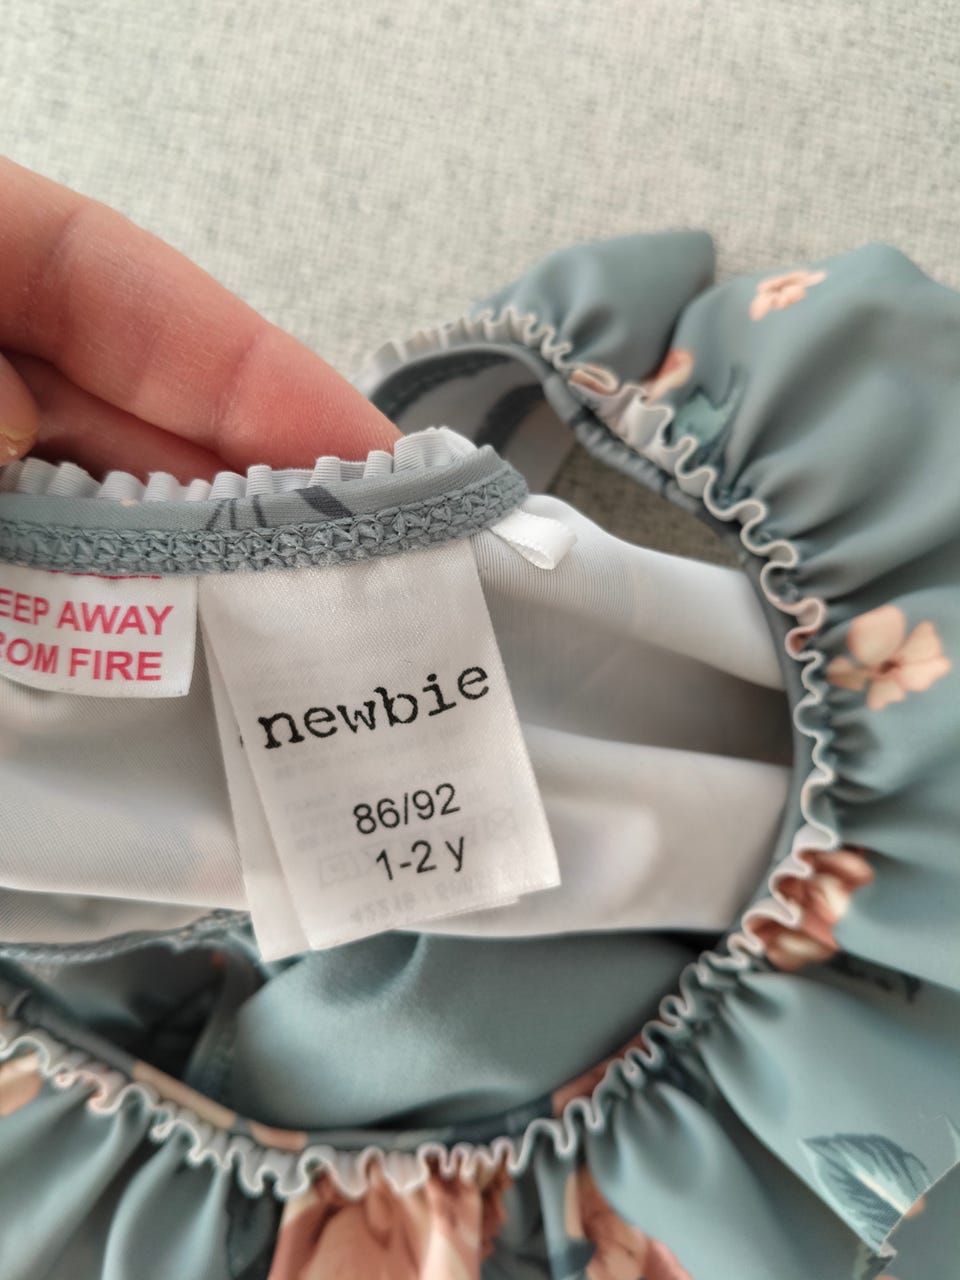 EEP AWAY
ROM FIRE
newbie
86/92
1-2 y